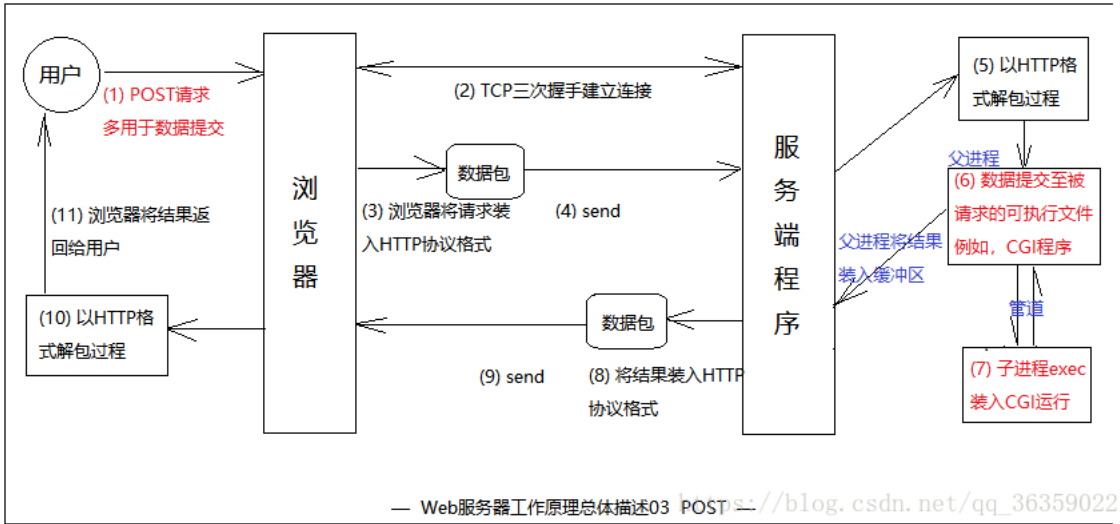 用户
(1) POST请求
多用于数据提交
浏
览
器
(2) TCP三次握手建立连接
数据包
(3) 浏览器将请求装
入HTTP协议格式
(4) send
服
务
端
程
序
(5) 以HTTP格
式解包过程
父进程
(6) 数据提交至被
请求的可执行文件
例如，CGI程序
父进程将结果
装入缓冲区
管道
(7) 子进程exec
装入CGI运行
数据包
(8) 将结果装入HTTP
协议格式
(9) send
(10) 以HTTP格
式解包过程
(11) 浏览器将结果返
回给用户
— Web服务器工作原理总体描述03 POST —
https://blog.csdn.net/qq_36359022